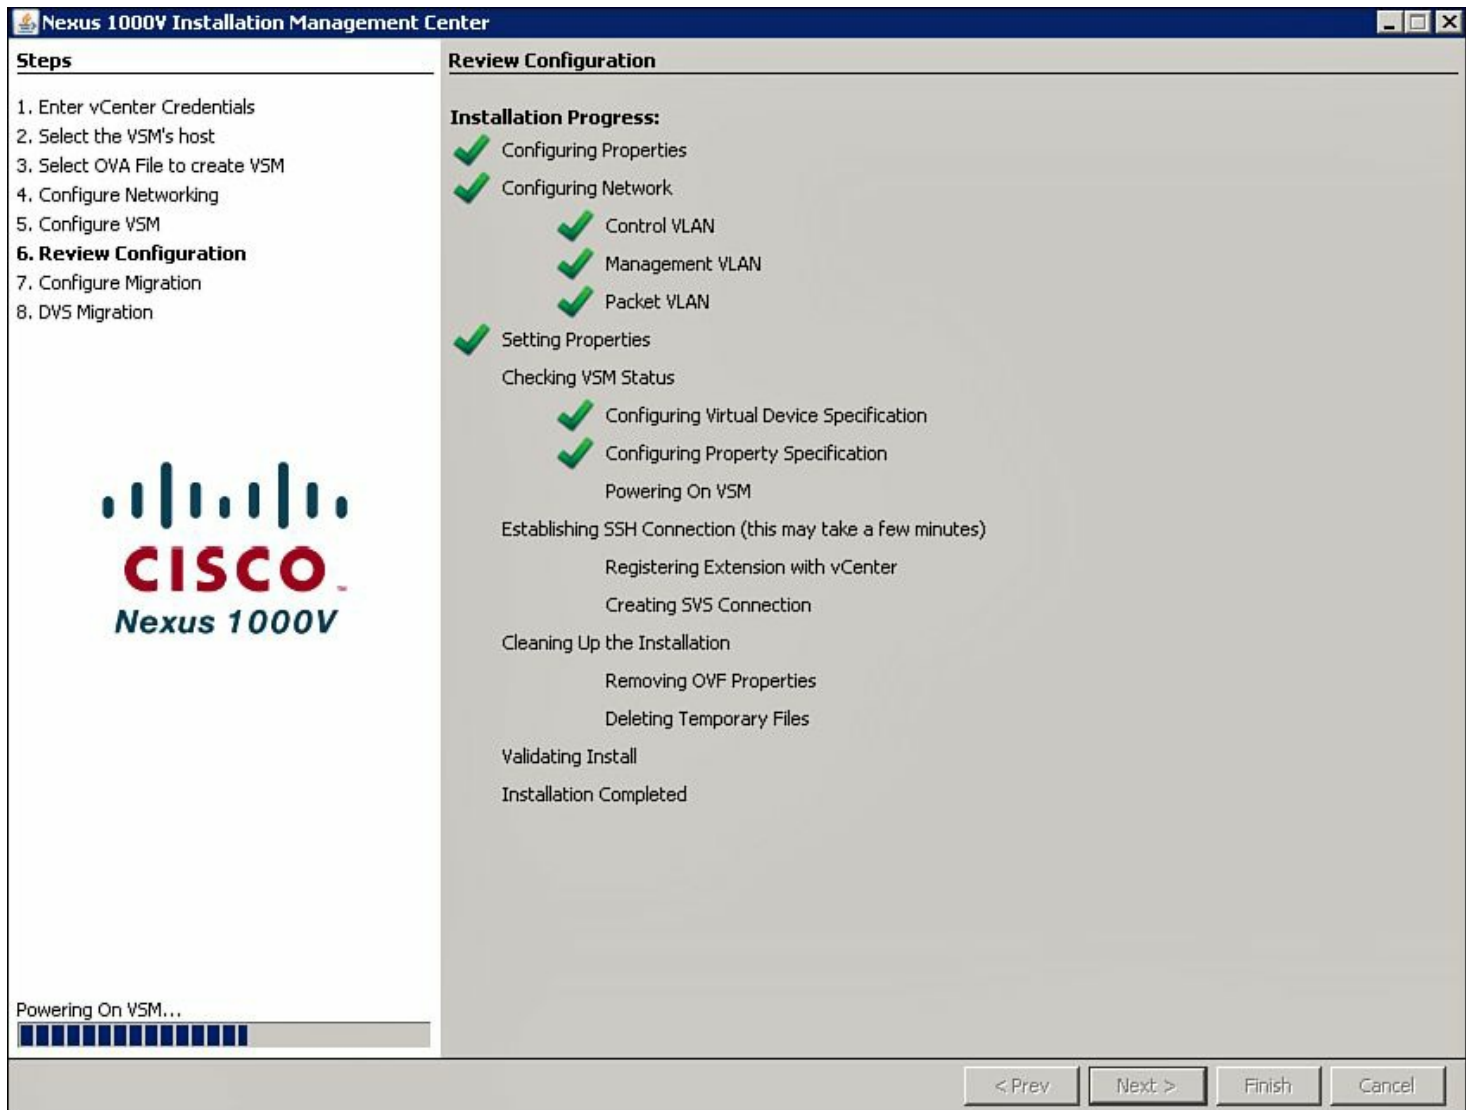 Nexus 1000V Installation Management Center
Steps
1. Enter vCenter Credentials
2. Select the VSM's host
3. Select OVA File to create VSM
4. Configure Networking
5. Configure VSM
6. Review Configuration
7. Configure Migration
8. DVS Migration
CISCO
Nexus 1000V
Powering On VSM...
Review Configuration
Installation Progress:
Configuring Properties
Configuring Network
Control VLAN
Management VLAN
Packet VLAN
Setting Properties
Checking VSM Status
Configuring Virtual Device Specification
Configuring Property Specification
Powering On VSM
Establishing SSH Connection (this may take a few minutes)
Registering Extension with vCenter
Creating SVS Connection
Cleaning Up the Installation
Removing OVF Properties
Deleting Temporary Files
Validating Install
Installation Completed
< Prev
Next >
Finish
Cancel